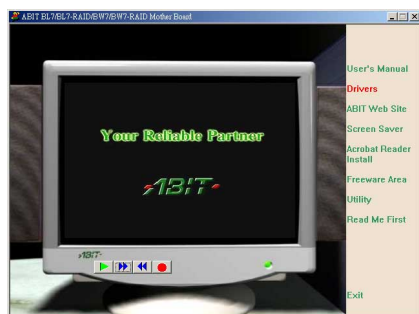 ABIT BL7/BL7-RAID/BW7/BW7-RAID Mother Board
User's Manual
Drivers
ABIT Web Site
Screen Saver
Acrobat Reader
Install
Freeware Area
Utility
Read Me First
Exit
Your Reliable Partner
ABIT
ABIT